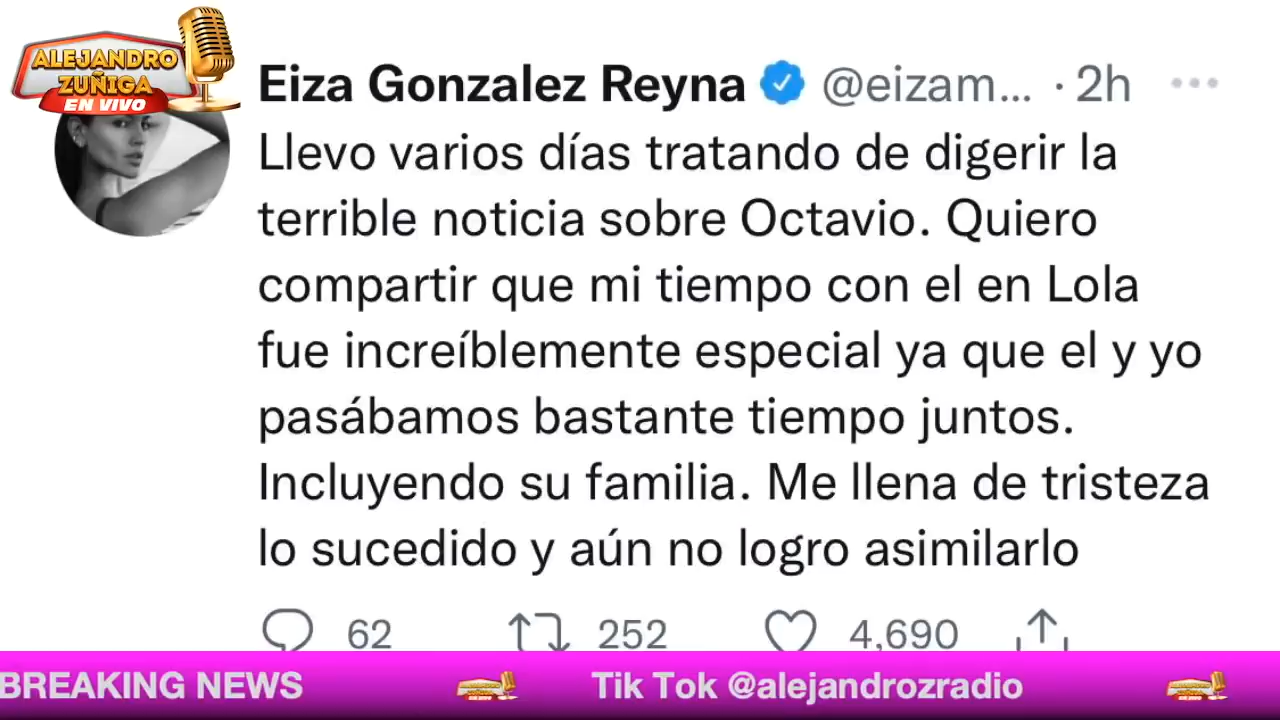 ALEJANDRO
ZUÑIGA
EN VIVO
Eiza Gonzalez Reyna @eizam... · 2h
Llevo varios días tratando de digerir la
terrible noticia sobre Octavio. Quiero
compartir que mi tiempo con el en Lola
fue increíblemente especial ya que el y yo
pasábamos bastante tiempo juntos.
Incluyendo su familia. Me llena de tristeza
lo sucedido y aún no logro asimilarlo
62 252 4,690
BREAKING NEWS Tik Tok @alejandrozradio